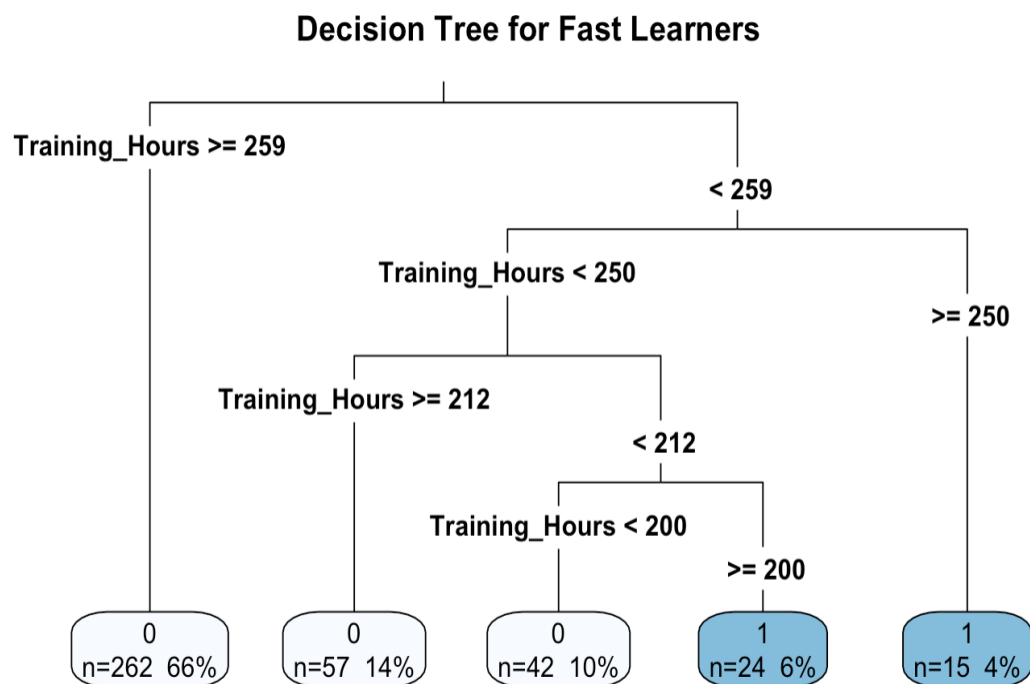 Decision Tree for Fast Learners
Training_Hours >= 259
< 259
Training_Hours < 250
>= 250
Training_Hours >= 212
< 212
Training_Hours < 200
>= 200
0
n=262 66%
0
n=57 14%
0
n=42 10%
1
n=24 6%
1
n=15 4%